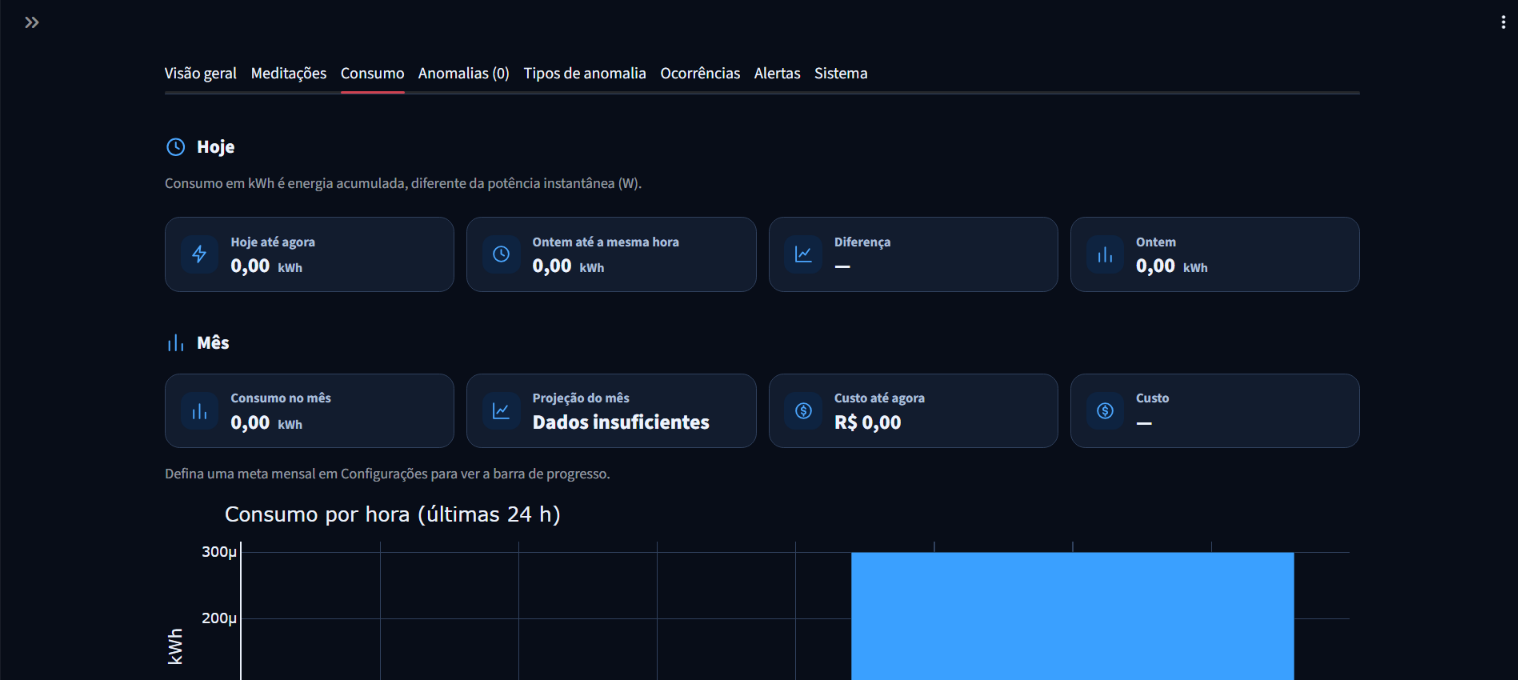 Visão geral Meditações Consumo Anomalias (0) Tipos de anomalia Ocorrências Alertas Sistema
Hoje
Consumo em kWh é energia acumulada, diferente da potência instantânea (W).
Hoje até agora
0,00 kWh
Ontem até a mesma hora
0,00 kWh
Diferença
—
Ontem
0,00 kWh
Mês
Consumo no mês
0,00 kWh
Projeção do mês
Dados insuficientes
Custo até agora
R$ 0,00
Custo
—
Defina uma meta mensal em Configurações para ver a barra de progresso.
Consumo por hora (últimas 24 h)
300µ
200µ
kWh